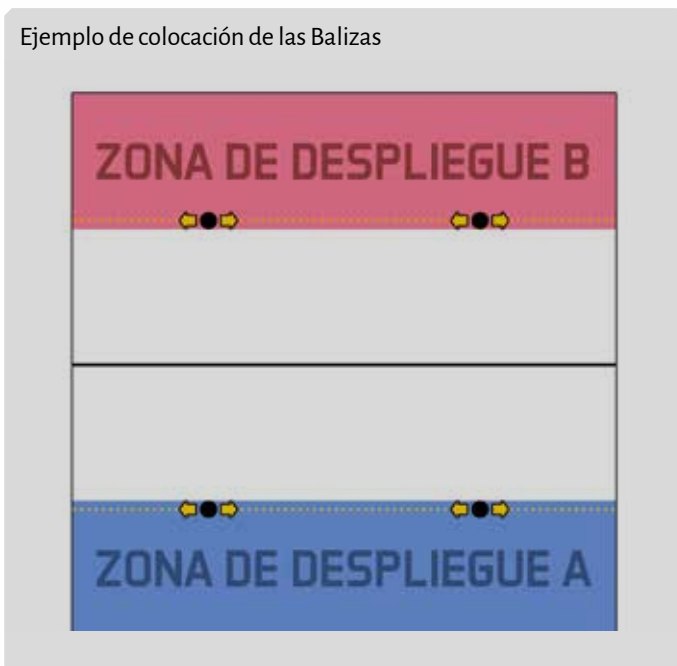 Ejemplo de colocación de las Balizas
ZONA DE DESPLIEGUE B
ZONA DE DESPLIEGUE A